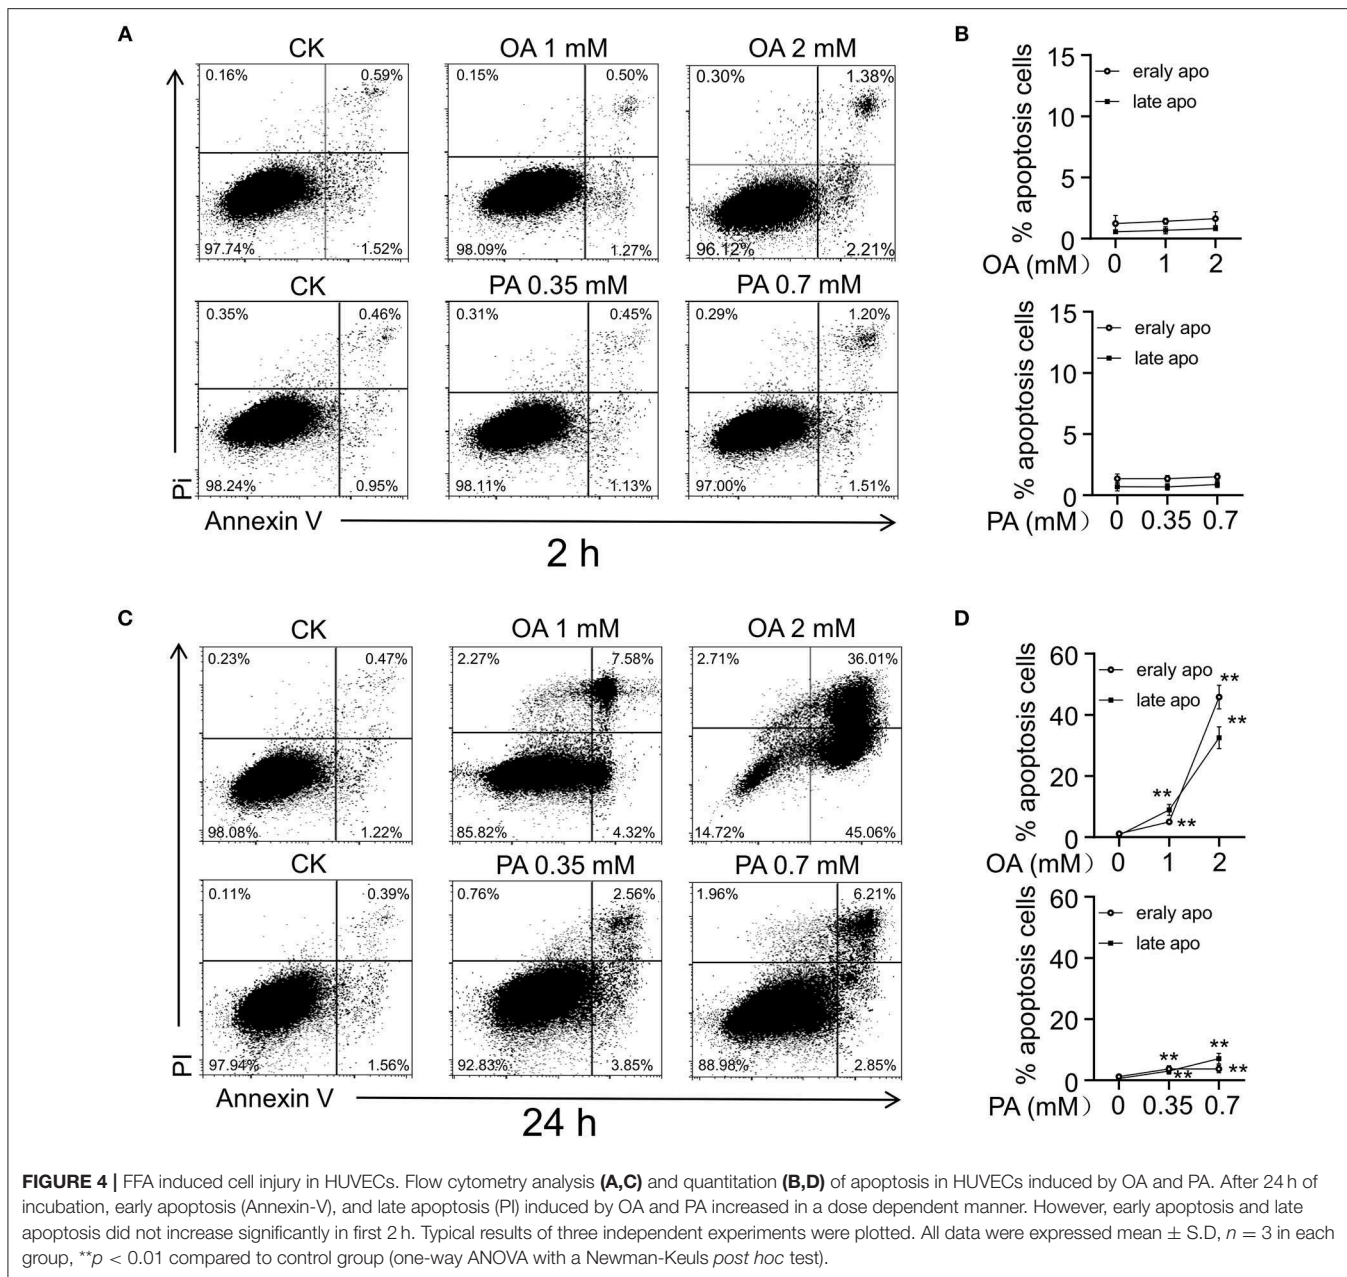 A
B
CK
OA 1 mM
OA 2 mM
0.16%
0.59%
0.15%
0.50%
0.30%
1.38%
97.74%
1.52%
98.09%
1.27%
96.12%
2.21%
CK
PA 0.35 mM
PA 0.7 mM
0.35%
0.46%
0.31%
0.45%
0.29%
1.20%
98.24%
0.95%
98.11%
1.13%
97.00%
1.51%
Pi
Annexin V
2 h
% apoptosis cells
15
10
5
0
eraly apo
late apo
OA (mM) 0 1 2
% apoptosis cells
15
10
5
0
eraly apo
late apo
PA (mM) 0 0.35 0.7
C
D
CK
OA 1 mM
OA 2 mM
0.23%
0.47%
2.27%
7.58%
2.71%
36.01%
98.08%
1.22%
85.82%
4.32%
14.72%
45.06%
CK
PA 0.35 mM
PA 0.7 mM
0.11%
0.39%
0.76%
2.56%
1.96%
6.21%
97.94%
1.56%
92.83%
3.85%
88.98%
2.85%
PI
Annexin V
24 h
% apoptosis cells
60
40
20
0
eraly apo
late apo
**
**
**
**
OA (mM) 0 1 2
% apoptosis cells
60
40
20
0
eraly apo
late apo
**
**
**
**
PA (mM) 0 0.35 0.7
FIGURE 4 | FFA induced cell injury in HUVECs. Flow cytometry analysis (A,C) and quantitation (B,D) of apoptosis in HUVECs induced by OA and PA. After 24 h of
incubation, early apoptosis (Annexin-V), and late apoptosis (PI) induced by OA and PA increased in a dose dependent manner. However, early apoptosis and late
apoptosis did not increase significantly in first 2 h. Typical results of three independent experiments were plotted. All data were expressed mean ± S.D, n = 3 in each
group, **p < 0.01 compared to control group (one-way ANOVA with a Newman-Keuls post hoc test).